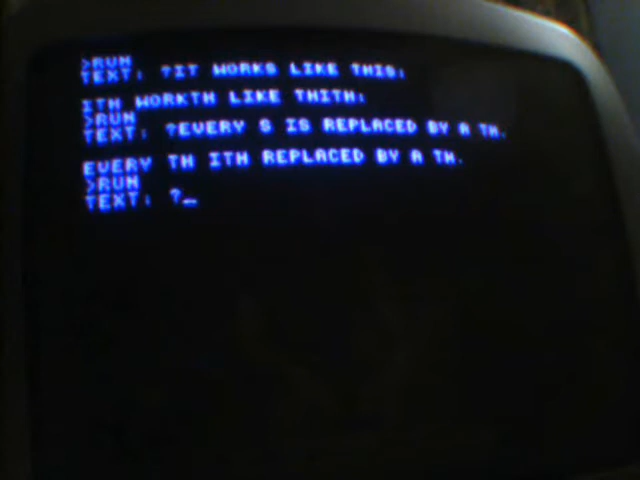 >RUN
TEXT: ?IT WORKS LIKE THIS:
ITH WORKTH LIKE THITH:
>RUN
TEXT: ?EVERY S IS REPLACED BY A TH.
EVERY TH ITH REPLACED BY A TH.
>RUN
TEXT: ?_